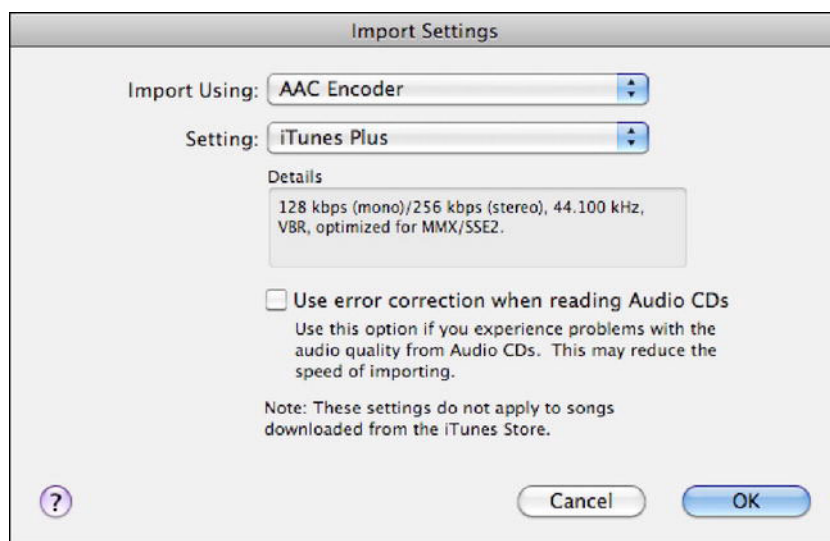 Import Settings
Import Using: AAC Encoder
Setting: iTunes Plus
Details
128 kbps (mono)/256 kbps (stereo), 44.100 kHz,
VBR, optimized for MMX/SSE2.
Use error correction when reading Audio CDs
Use this option if you experience problems with the
audio quality from Audio CDs. This may reduce the
speed of importing.
Note: These settings do not apply to songs
downloaded from the iTunes Store.
? Cancel OK